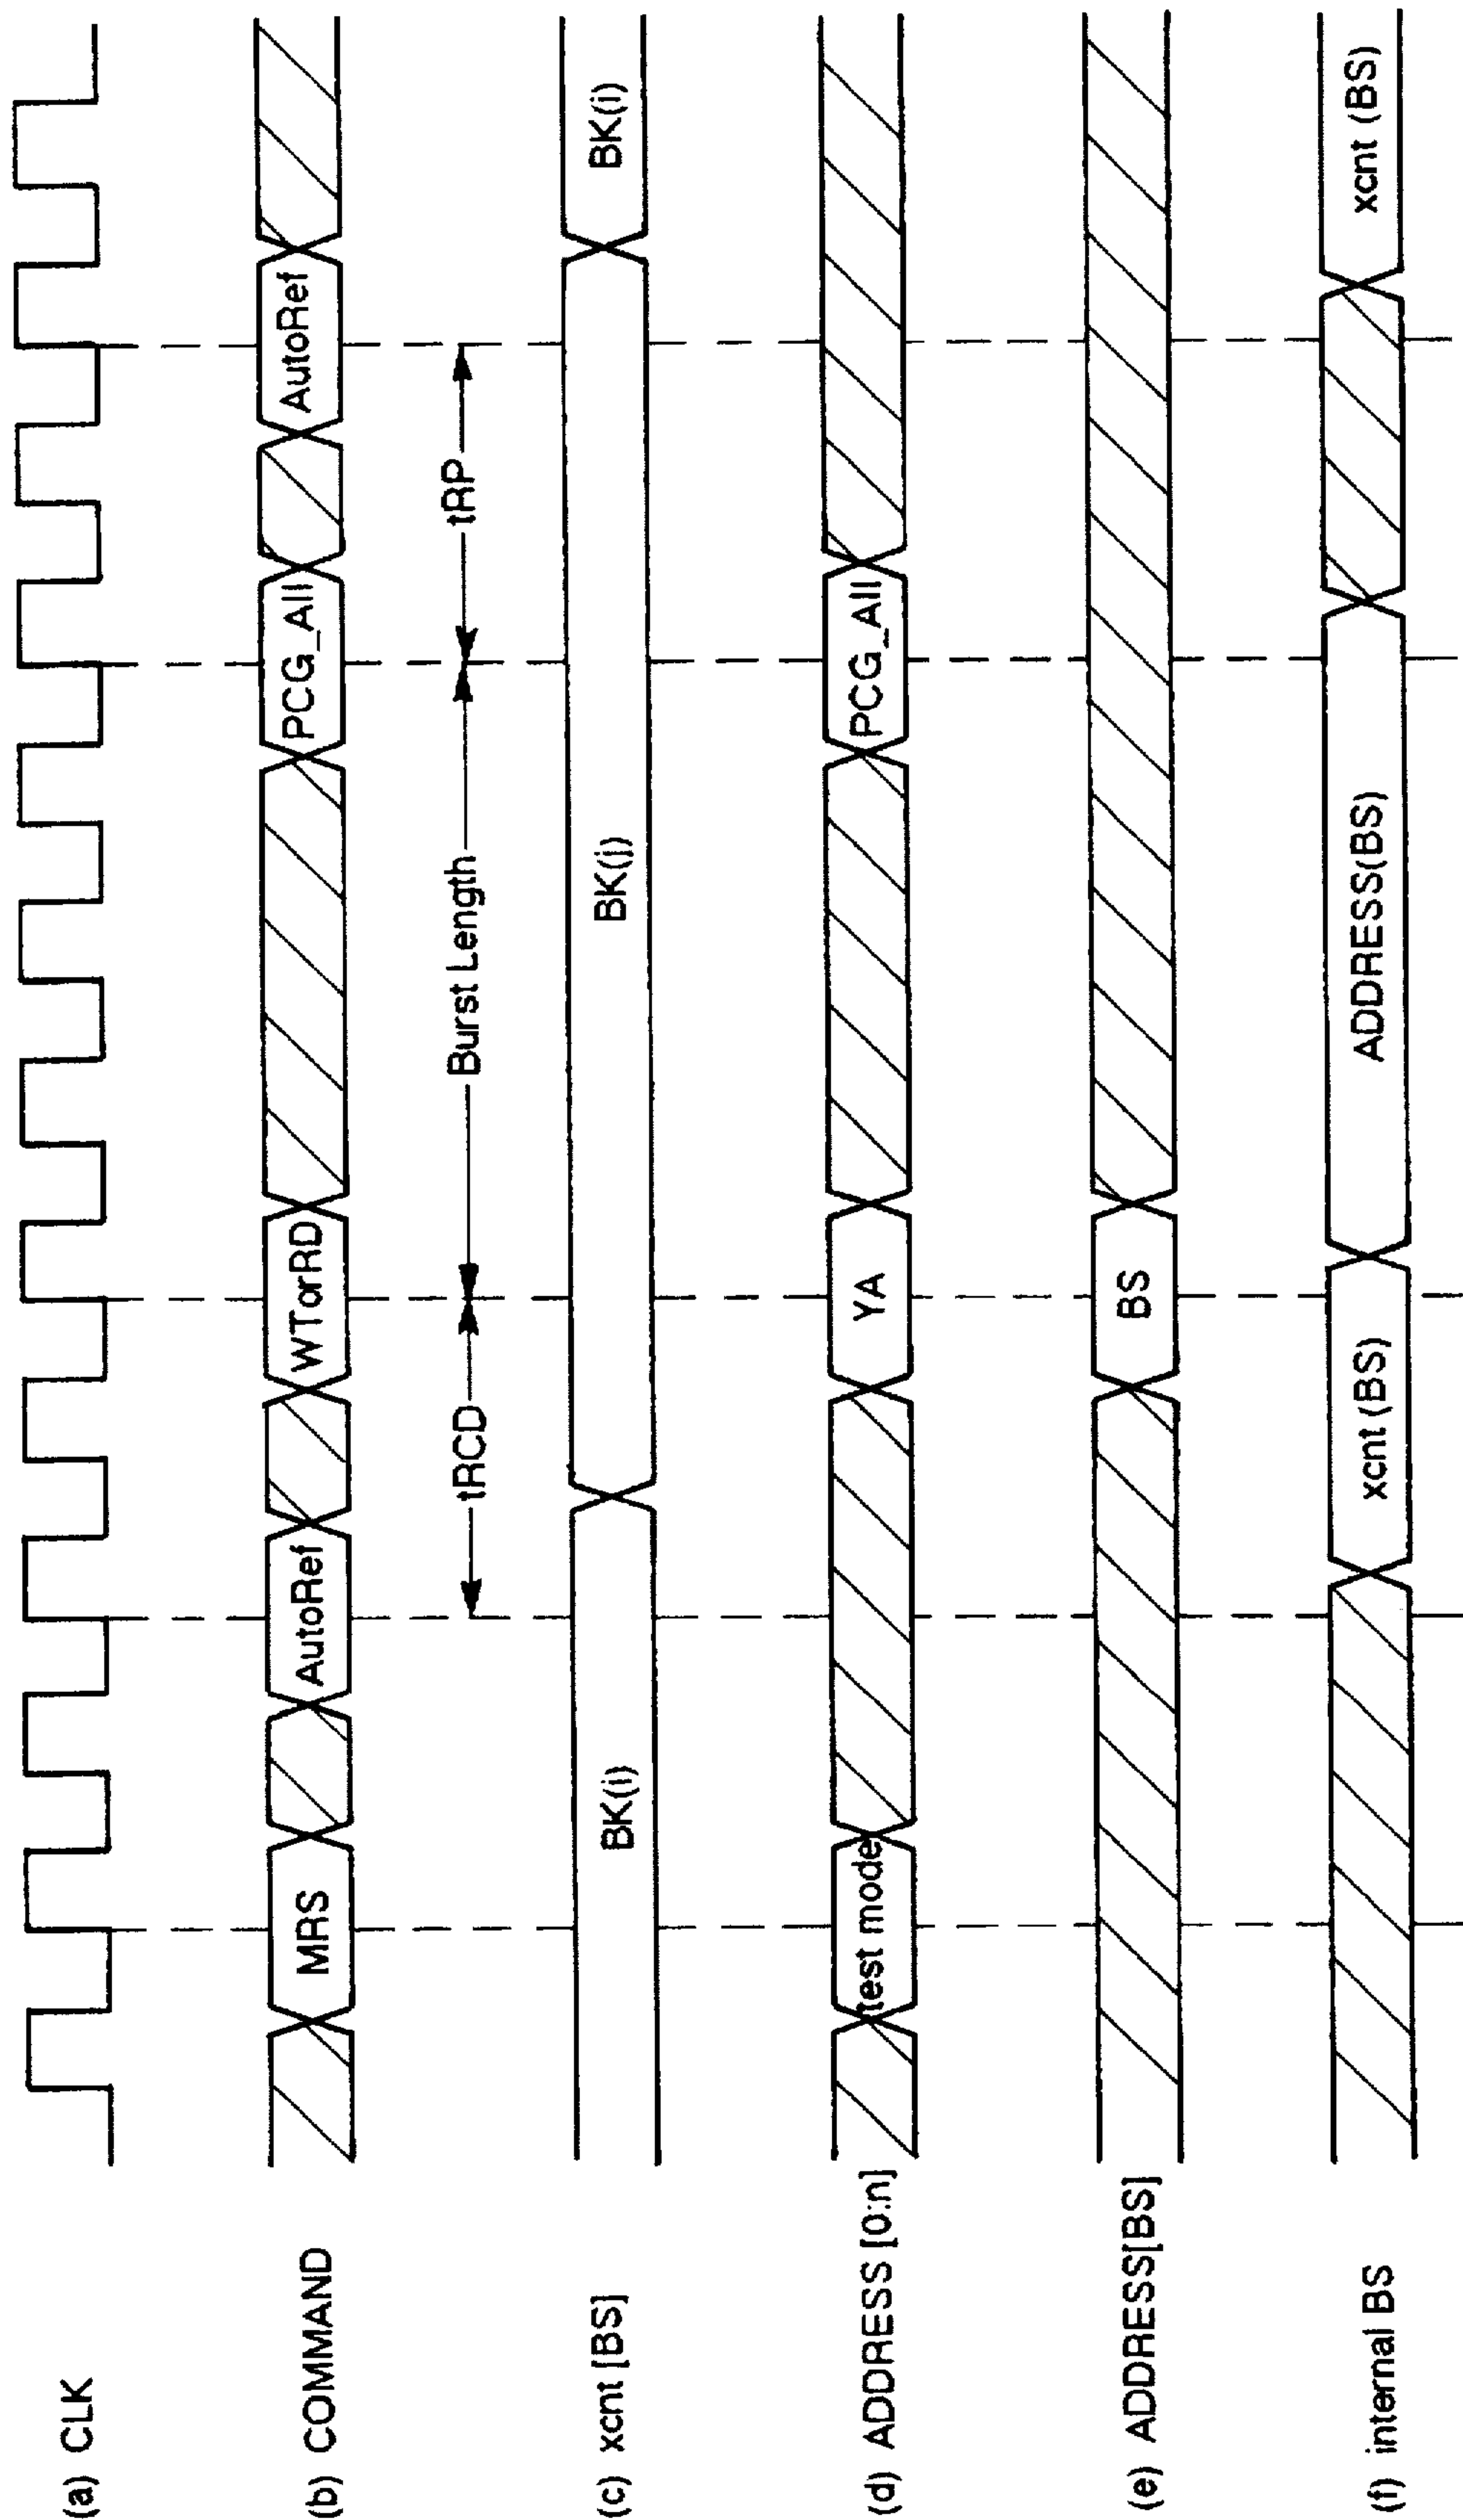 (a) CLK
(b) COMMAND
MRS
AutoRef
WTorRD
PCG_All
AutoRef
tRCD
Burst Length
tRP
(c) xcnt [BS]
BK(i)
BK(j)
BK(i)
(d) ADDRESS [0:n]
test mode
YA
PCG_All
(e) ADDRESS[BS]
BS
(f) internal BS
xcnt (BS)
ADDRESS(BS)
xcnt (BS)